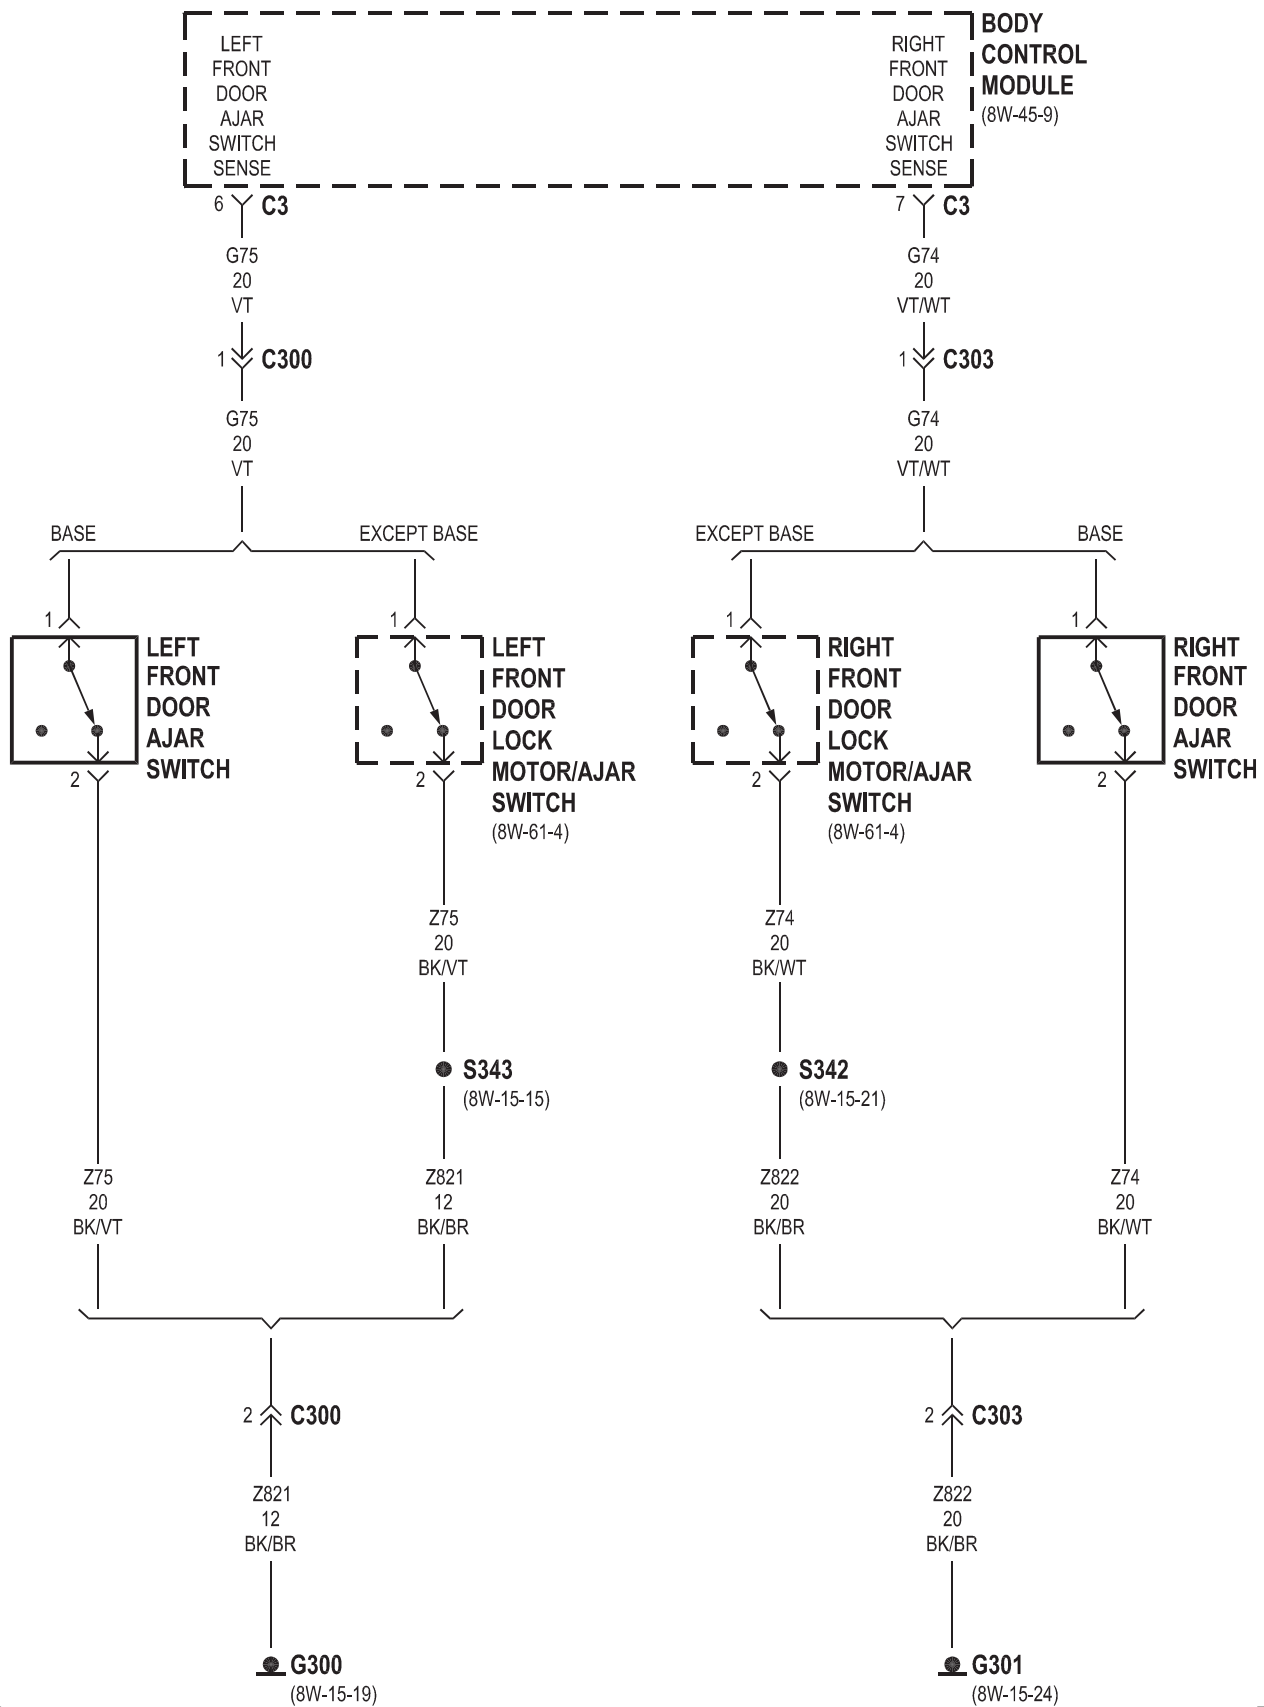 LEFT
FRONT
DOOR
AJAR
SWITCH
SENSE
RIGHT
FRONT
DOOR
AJAR
SWITCH
SENSE
BODY
CONTROL
MODULE
(8W-45-9)
6 C3
7 C3
G75
20
VT
G74
20
VT/WT
1 C300
1 C303
G75
20
VT
G74
20
VT/WT
BASE
EXCEPT BASE
EXCEPT BASE
BASE
1
LEFT
FRONT
DOOR
AJAR
SWITCH
2
1
LEFT
FRONT
DOOR
LOCK
MOTOR/AJAR
SWITCH
(8W-61-4)
2
1
RIGHT
FRONT
DOOR
LOCK
MOTOR/AJAR
SWITCH
(8W-61-4)
2
1
RIGHT
FRONT
DOOR
AJAR
SWITCH
2
Z75
20
BK/VT
Z74
20
BK/WT
S343
(8W-15-15)
S342
(8W-15-21)
Z75
20
BK/VT
Z821
12
BK/BR
Z822
20
BK/BR
Z74
20
BK/WT
2 C300
2 C303
Z821
12
BK/BR
Z822
20
BK/BR
G300
(8W-15-19)
G301
(8W-15-24)